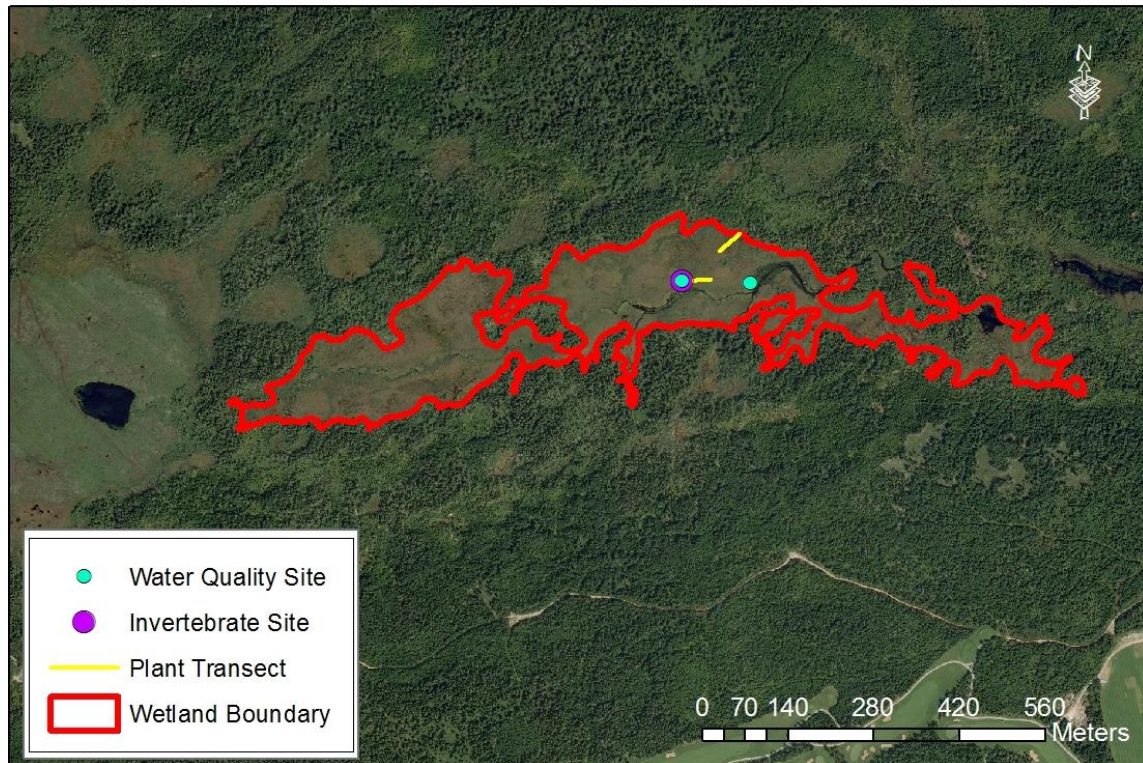 N
Water Quality Site
Invertebrate Site
Plant Transect
Wetland Boundary
0 70 140 280 420 560
Meters